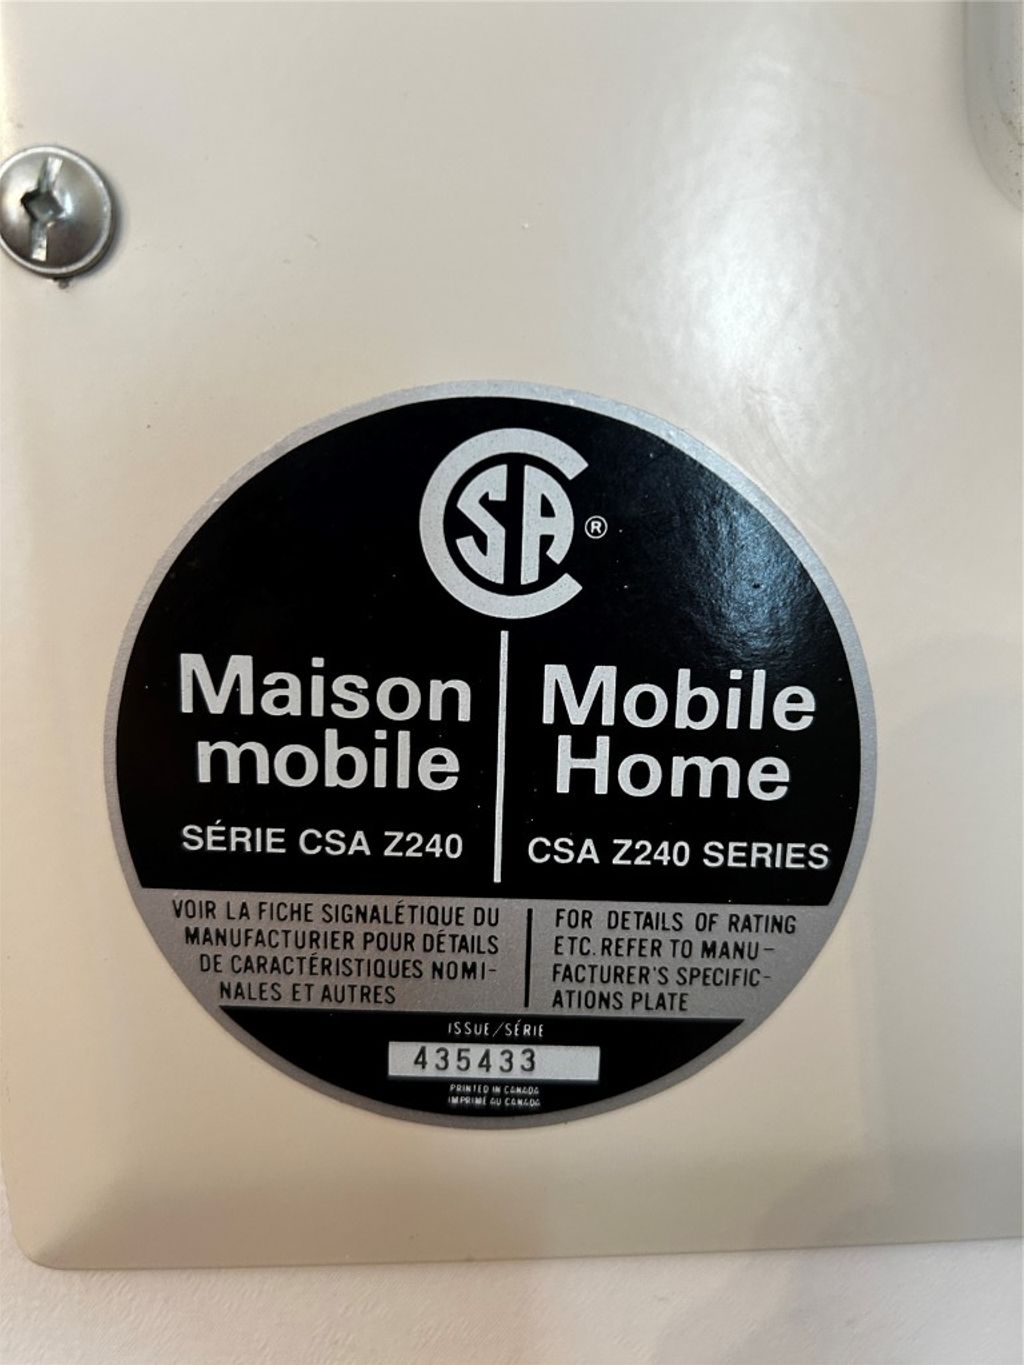 CSA ®
Maison
mobile
SÉRIE CSA Z240
Mobile
Home
CSA Z240 SERIES
VOIR LA FICHE SIGNALÉTIQUE DU
MANUFACTURIER POUR DÉTAILS
DE CARACTÉRISTIQUES NOMI-
NALES ET AUTRES
FOR DETAILS OF RATING
ETC. REFER TO MANU-
FACTURER'S SPECIFIC-
ATIONS PLATE
ISSUE/SÉRIE
435433
PRINTED IN CANADA
IMPRIMÉ AU CANADA